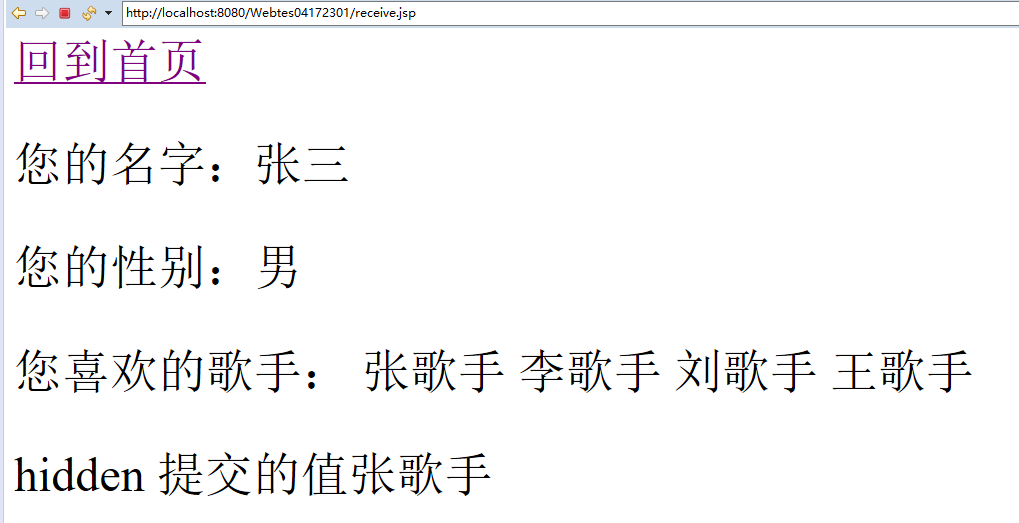 http://localhost:8080/Webtes04172301/receive.jsp
回到首页
您的名字：张三
您的性别：男
您喜欢的歌手： 张歌手 李歌手 刘歌手 王歌手
hidden 提交的值张歌手